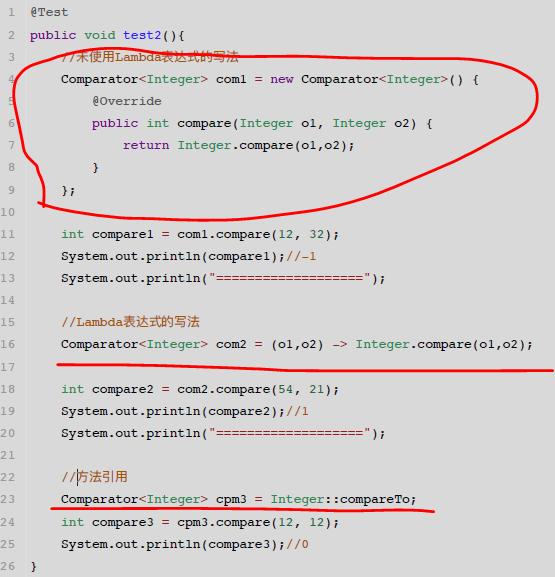 1 @Test
2 public void test2(){
3 //未使用Lambda表达式的写法
4 Comparator<Integer> com1 = new Comparator<Integer>() {
5 @Override
6 public int compare(Integer o1, Integer o2) {
7 return Integer.compare(o1,o2);
8 }
9 };
10
11 int compare1 = com1.compare(12, 32);
12 System.out.println(compare1);//-1
13 System.out.println("===================");
14
15 //Lambda表达式的写法
16 Comparator<Integer> com2 = (o1,o2) -> Integer.compare(o1,o2);
17
18 int compare2 = com2.compare(54, 21);
19 System.out.println(compare2);//1
20 System.out.println("===================");
21
22 //方法引用
23 Comparator<Integer> cpm3 = Integer::compareTo;
24 int compare3 = cpm3.compare(12, 12);
25 System.out.println(compare3);//0
26 }